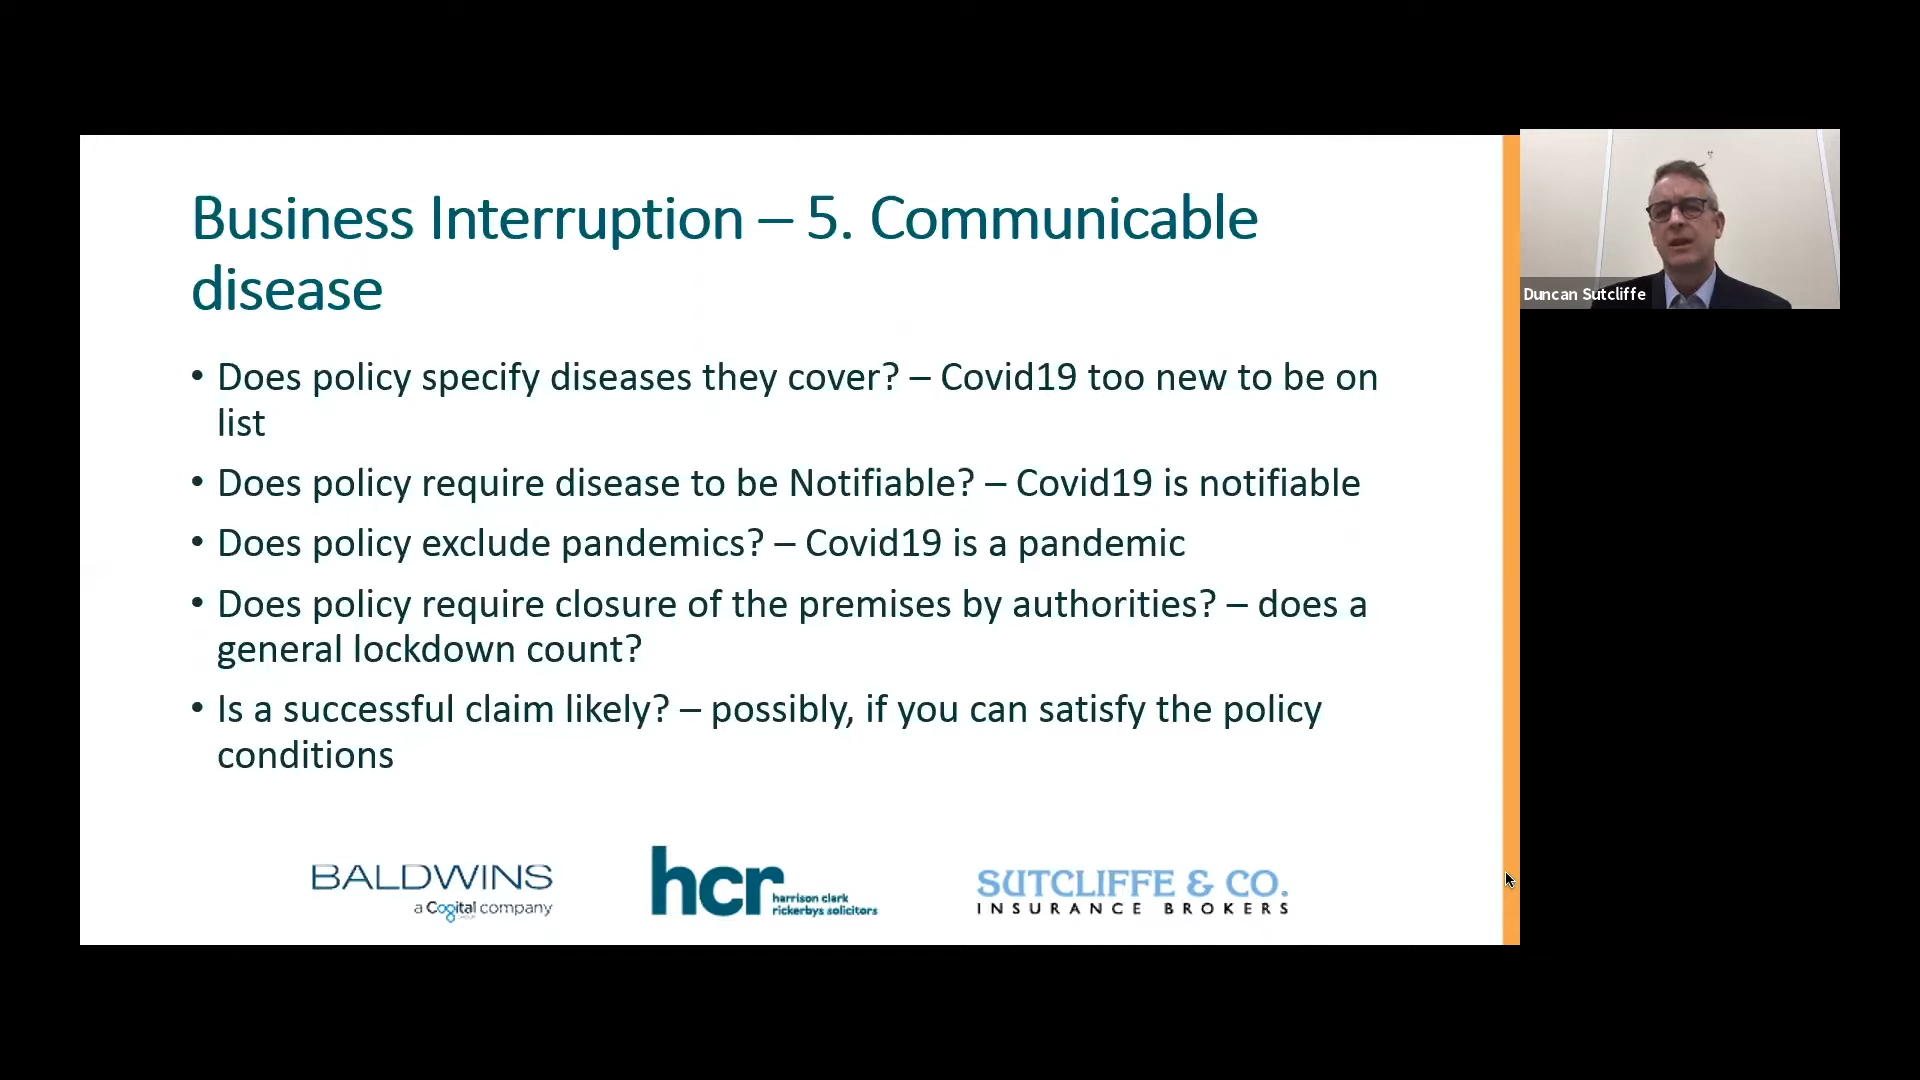 Business Interruption – 5. Communicable
disease
• Does policy specify diseases they cover? – Covid19 too new to be on
list
• Does policy require disease to be Notifiable? – Covid19 is notifiable
• Does policy exclude pandemics? – Covid19 is a pandemic
• Does policy require closure of the premises by authorities? – does a
general lockdown count?
• Is a successful claim likely? – possibly, if you can satisfy the policy
conditions
BALDWINS
a Cogital company
hcr
harrison clark
rickerbys solicitors
SUTCLIFFE & CO.
INSURANCE BROKERS
Duncan Sutcliffe